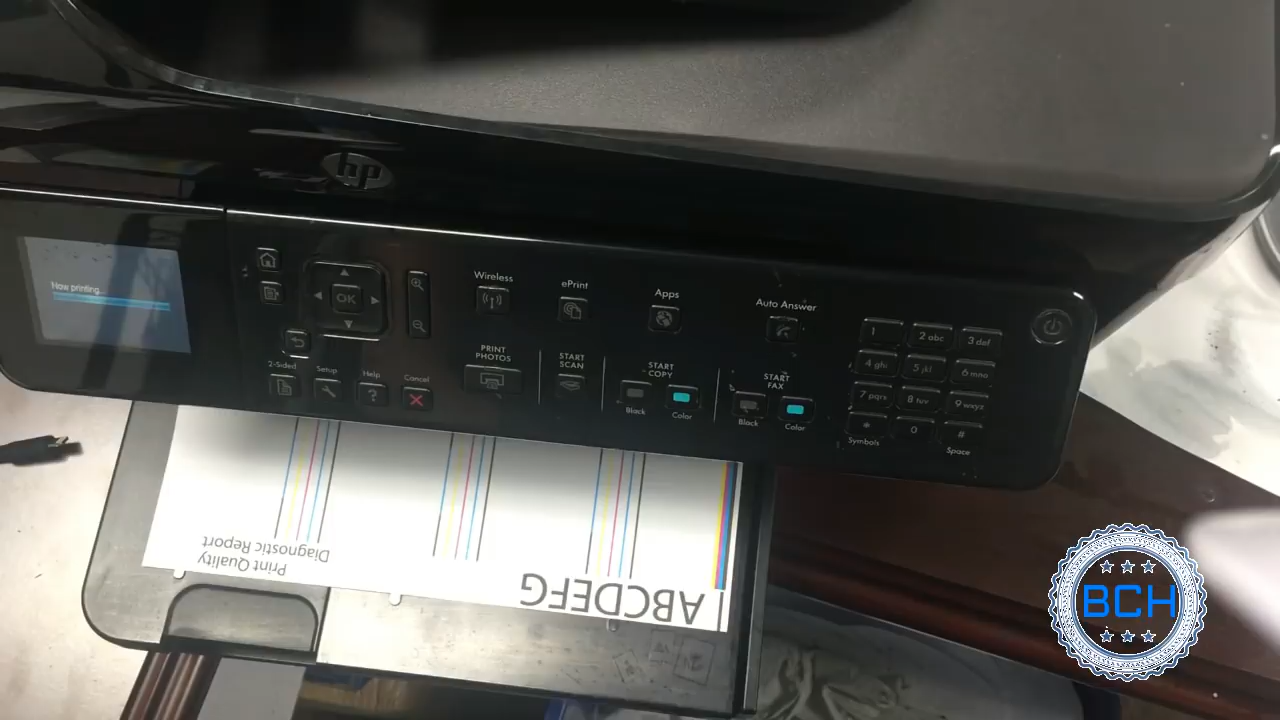 hp
Now printing...
OK
Wireless
ePrint
Apps
Auto Answer
2-Sided
Setup
Help
Cancel
PRINT
PHOTOS
START
SCAN
START
COPY
Black
Color
START
FAX
Black
Color
1
2 abc
3 def
4 ghi
5 jkl
6 mno
7 pqrs
8 tuv
9 wxyz
*
0
#
Symbols
Space
Print Quality
Diagnostic Report
ABCDEFG
BCH